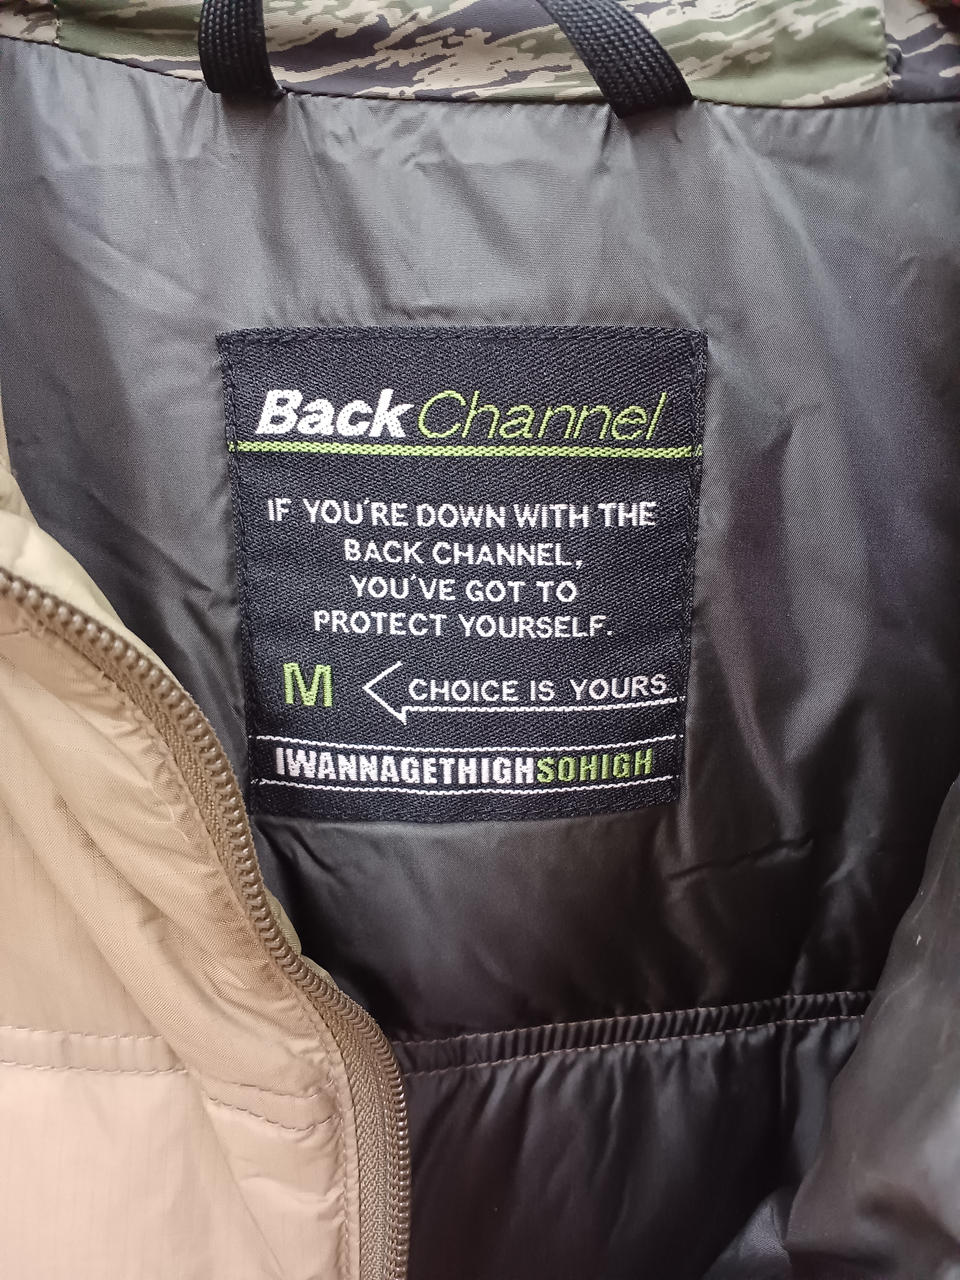 Back Channel
IF YOU'RE DOWN WITH THE
BACK CHANNEL,
YOU'VE GOT TO
PROTECT YOURSELF.
M CHOICE IS YOURS
IWANNAGETHIGHSOHIGH